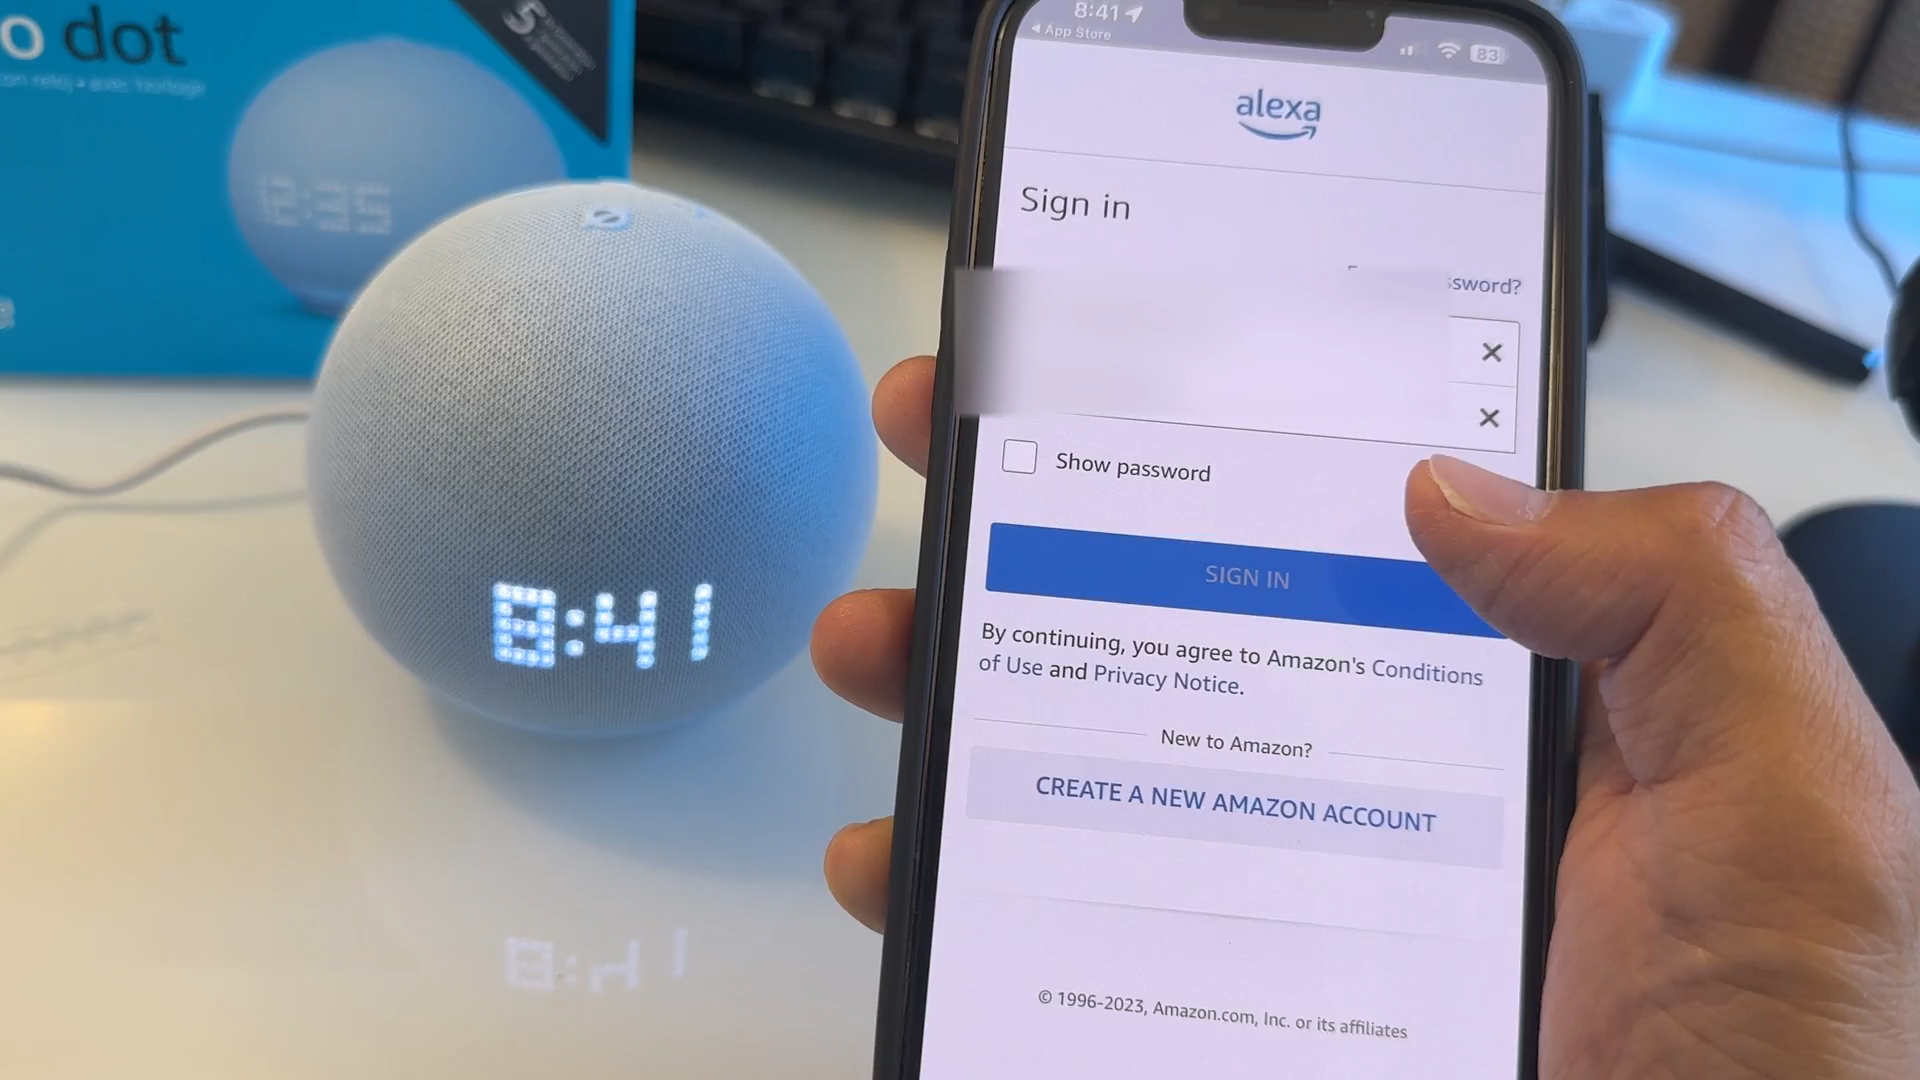 o dot
8:41
App Store
83
alexa
Sign in
sword?
Show password
SIGN IN
By continuing, you agree to Amazon's Conditions
of Use and Privacy Notice.
New to Amazon?
CREATE A NEW AMAZON ACCOUNT
© 1996-2023, Amazon.com, Inc. or its affiliates
8:41